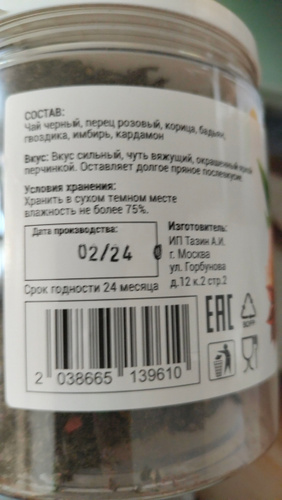 СОСТАВ:
Чай черный, перец розовый, корица, бадьян,
гвоздика, имбирь, кардамон
Вкус: Вкус сильный, чуть вяжущий, окрашенный
перчинкой. Оставляет долгое пряное послевкусие
Условия хранения:
Хранить в сухом темном месте
влажность не более 75%.
Дата производства:
02/24
Срок годности 24 месяца
Изготовитель:
ИП Тазин А.И.
г. Москва
ул. Горбунова
д.12 к.2 стр.2
EAC
2 038665 139610